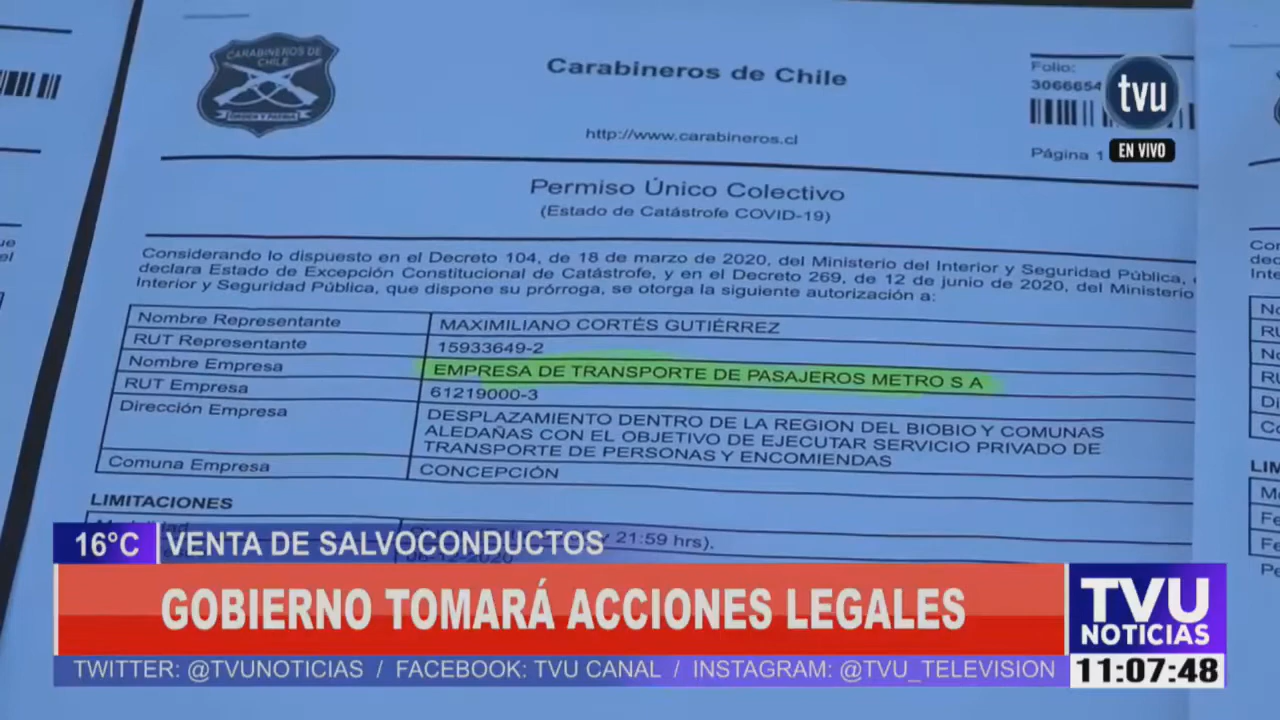 CARABINEROS DE CHILE
ORDEN Y PATRIA
Carabineros de Chile
http://www.carabineros.cl
Folio:
3066654
Página 1
tvu
EN VIVO
Permiso Único Colectivo
(Estado de Catástrofe COVID-19)
Considerando lo dispuesto en el Decreto 104, de 18 de marzo de 2020, del Ministerio del Interior y Seguridad Pública,
declara Estado de Excepción Constitucional de Catástrofe, y en el Decreto 269, de 12 de junio de 2020, del Ministerio
Interior y Seguridad Pública, que dispone su prórroga, se otorga la siguiente autorización a:
Nombre Representante MAXIMILIANO CORTÉS GUTIÉRREZ
RUT Representante 15933649-2
Nombre Empresa EMPRESA DE TRANSPORTE DE PASAJEROS METRO S A
RUT Empresa 61219000-3
Dirección Empresa DESPLAZAMIENTO DENTRO DE LA REGION DEL BIOBIO Y COMUNAS
ALEDAÑAS CON EL OBJETIVO DE EJECUTAR SERVICIO PRIVADO DE
TRANSPORTE DE PERSONAS Y ENCOMIENDAS
Comuna Empresa CONCEPCIÓN
LIMITACIONES
y 21:59 hrs).
16°C VENTA DE SALVOCONDUCTOS
GOBIERNO TOMARÁ ACCIONES LEGALES
TWITTER: @TVUNOTICIAS / FACEBOOK: TVU CANAL / INSTAGRAM: @TVU_TELEVISION
TVU
NOTICIAS
11:07:48